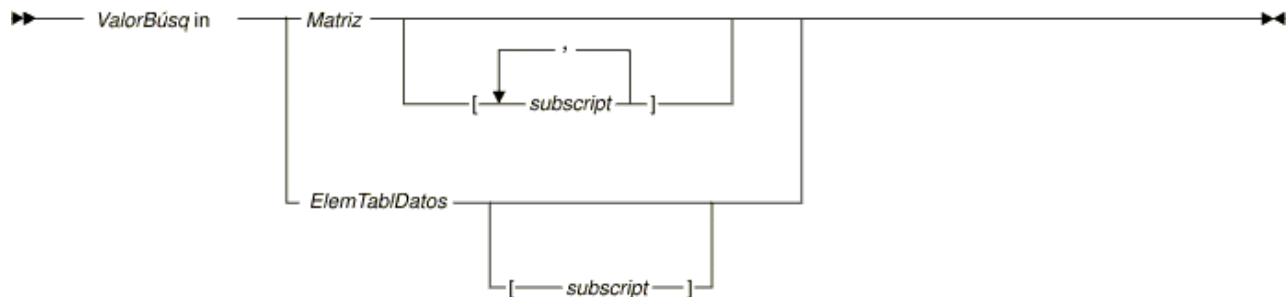 ValorBúsq in Matriz
,
[ subscript ]
ElemTablDatos
[ subscript ]